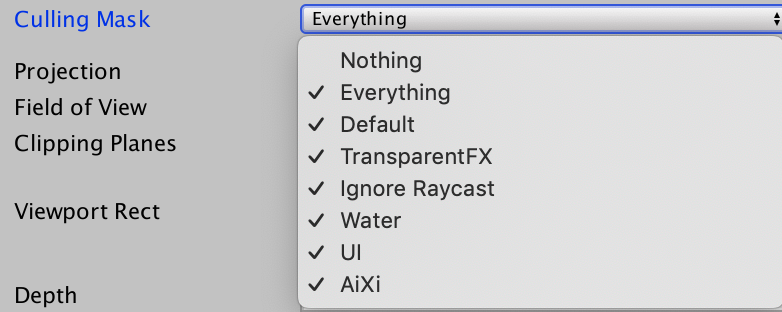 Culling Mask
Everything
Nothing
Projection
Everything
Field of View
Default
Clipping Planes
TransparentFX
Ignore Raycast
Viewport Rect
Water
UI
Depth
AiXi